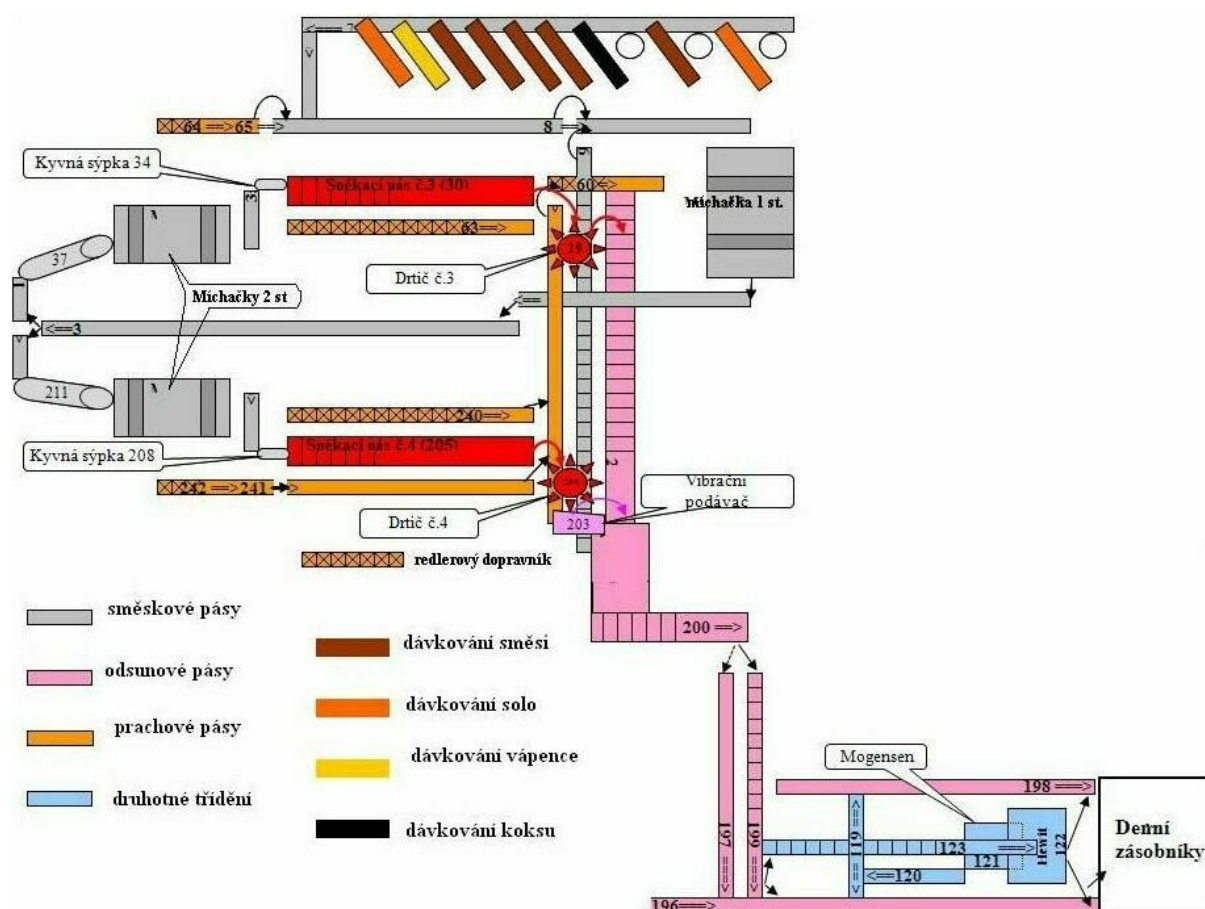 <=== 7
64 ==>65 ==>
8 ==>
9
Kyvná sýpka 34
Spékací pás č.3 (30)
60<
63 ==>
míchačka 1 st.
37
29
Drtič č.3
Míchačky 2 st
<==
<==3
211
240 ==>
Spékací pás č.4 (205)
Kyvná sýpka 208
242 ==>241
Drtič č.4
203
Vibrační
podávač
redlerový dopravník
směskové pásy
odsunové pásy
prachové pásy
druhotné třídění
dávkování směsi
dávkování solo
dávkování vápence
dávkování koksu
200 ==>
Mogensen
198 ===>
197 ===>
199 ===>
<== 119 ==>
123 ===>
121
<==120
Hewit
122
Denní
zásobníky
196===>